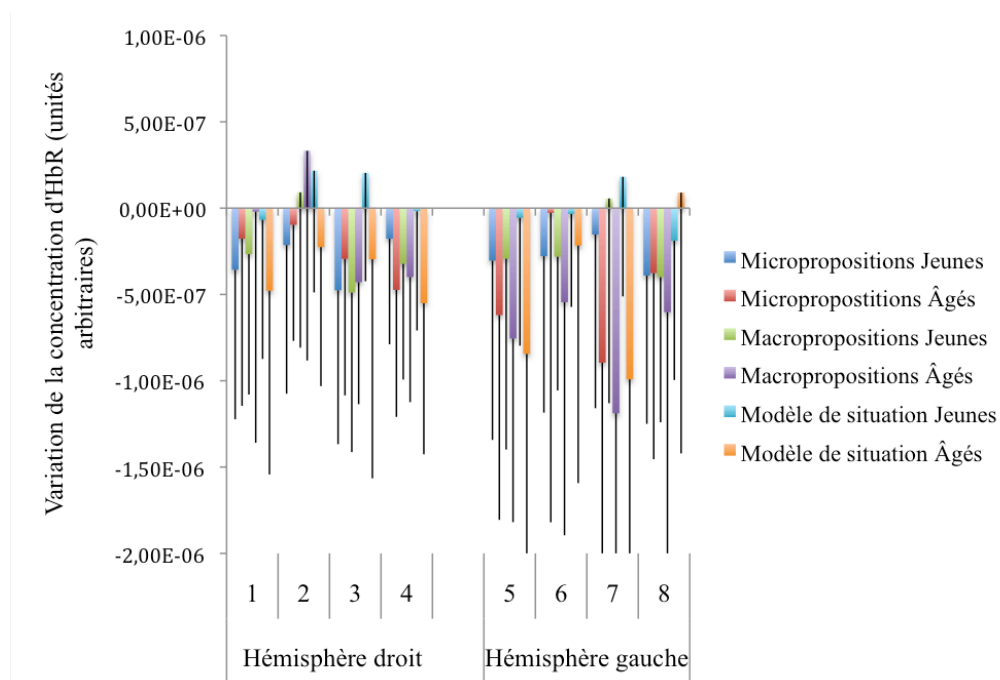 Variation de la concentration d'HbR (unités
arbitraires)
1,00E-06
5,00E-07
0,00E+00
-5,00E-07
-1,00E-06
-1,50E-06
-2,00E-06
1 2 3 4 5 6 7 8
Hémisphère droit Hémisphère gauche
Micropropositions Jeunes
Micropropostitions Âgés
Macropropositions Jeunes
Macropropositions Âgés
Modèle de situation Jeunes
Modèle de situation Âgés